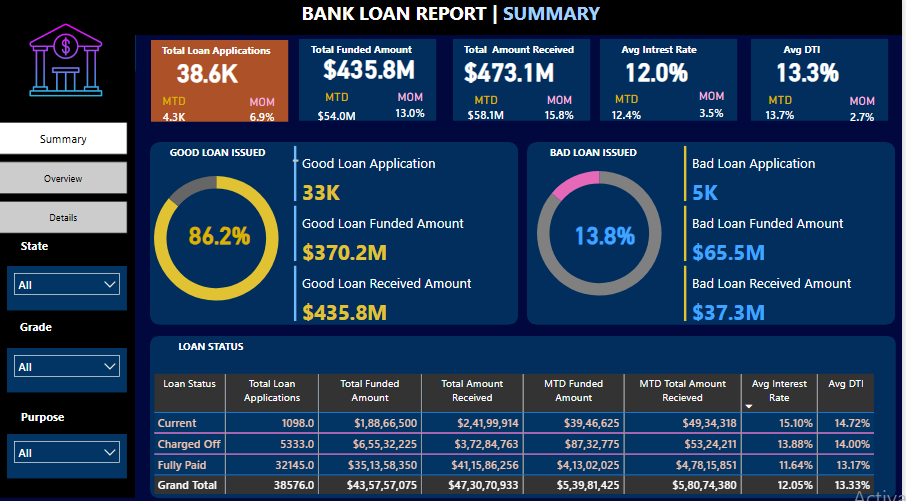 BANK LOAN REPORT | SUMMARY
$
Summary
Overview
Details
State
All
Grade
All
Purpose
All
Total Loan Applications
38.6K
MTD MOM
4.3K 6.9%
Total Funded Amount
$435.8M
MTD MOM
$54.0M 13.0%
Total Amount Received
$473.1M
MTD MOM
$58.1M 15.8%
Avg Intrest Rate
12.0%
MTD MOM
12.4% 3.5%
Avg DTI
13.3%
MTD MOM
13.7% 2.7%
GOOD LOAN ISSUED
86.2%
Good Loan Application
33K
Good Loan Funded Amount
$370.2M
Good Loan Received Amount
$435.8M
BAD LOAN ISSUED
13.8%
Bad Loan Application
5K
Bad Loan Funded Amount
$65.5M
Bad Loan Received Amount
$37.3M
LOAN STATUS
Loan Status Total Loan Applications Total Funded Amount Total Amount Received MTD Funded Amount MTD Total Amount Recieved Avg Interest Rate Avg DTI
Current 1098.0 $1,88,66,500 $2,41,99,914 $39,46,625 $49,34,318 15.10% 14.72%
Charged Off 5333.0 $6,55,32,225 $3,72,84,763 $87,32,775 $53,24,211 13.88% 14.00%
Fully Paid 32145.0 $35,13,58,350 $41,15,86,256 $4,13,02,025 $4,78,15,851 11.64% 13.17%
Grand Total 38576.0 $43,57,57,075 $47,30,70,933 $5,39,81,425 $5,80,74,380 12.05% 13.33%